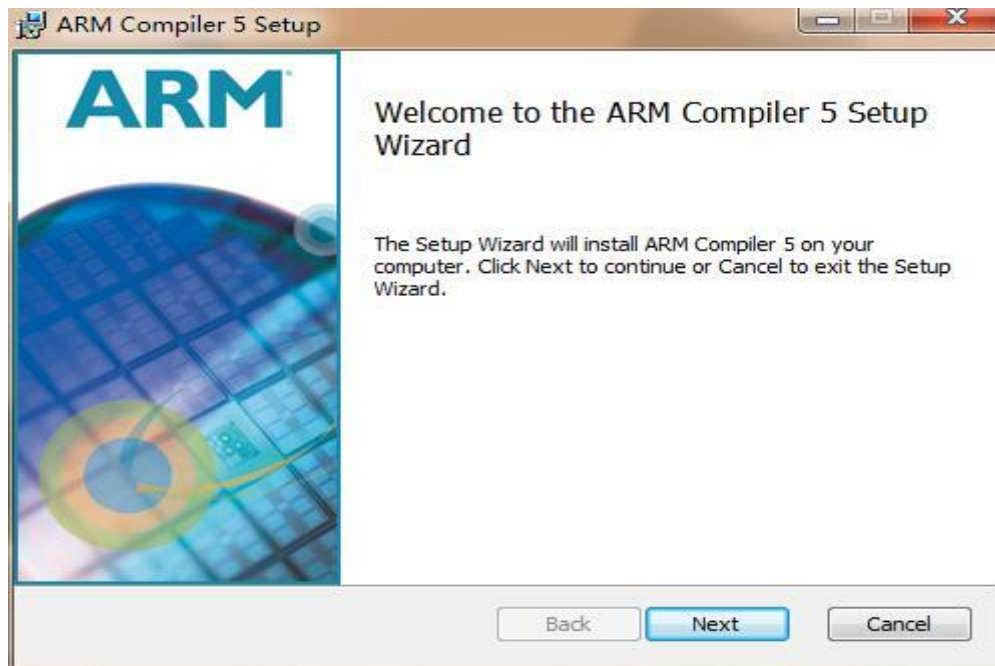 ARM Compiler 5 Setup
ARM
Welcome to the ARM Compiler 5 Setup
Wizard
The Setup Wizard will install ARM Compiler 5 on your
computer. Click Next to continue or Cancel to exit the Setup
Wizard.
Back Next Cancel